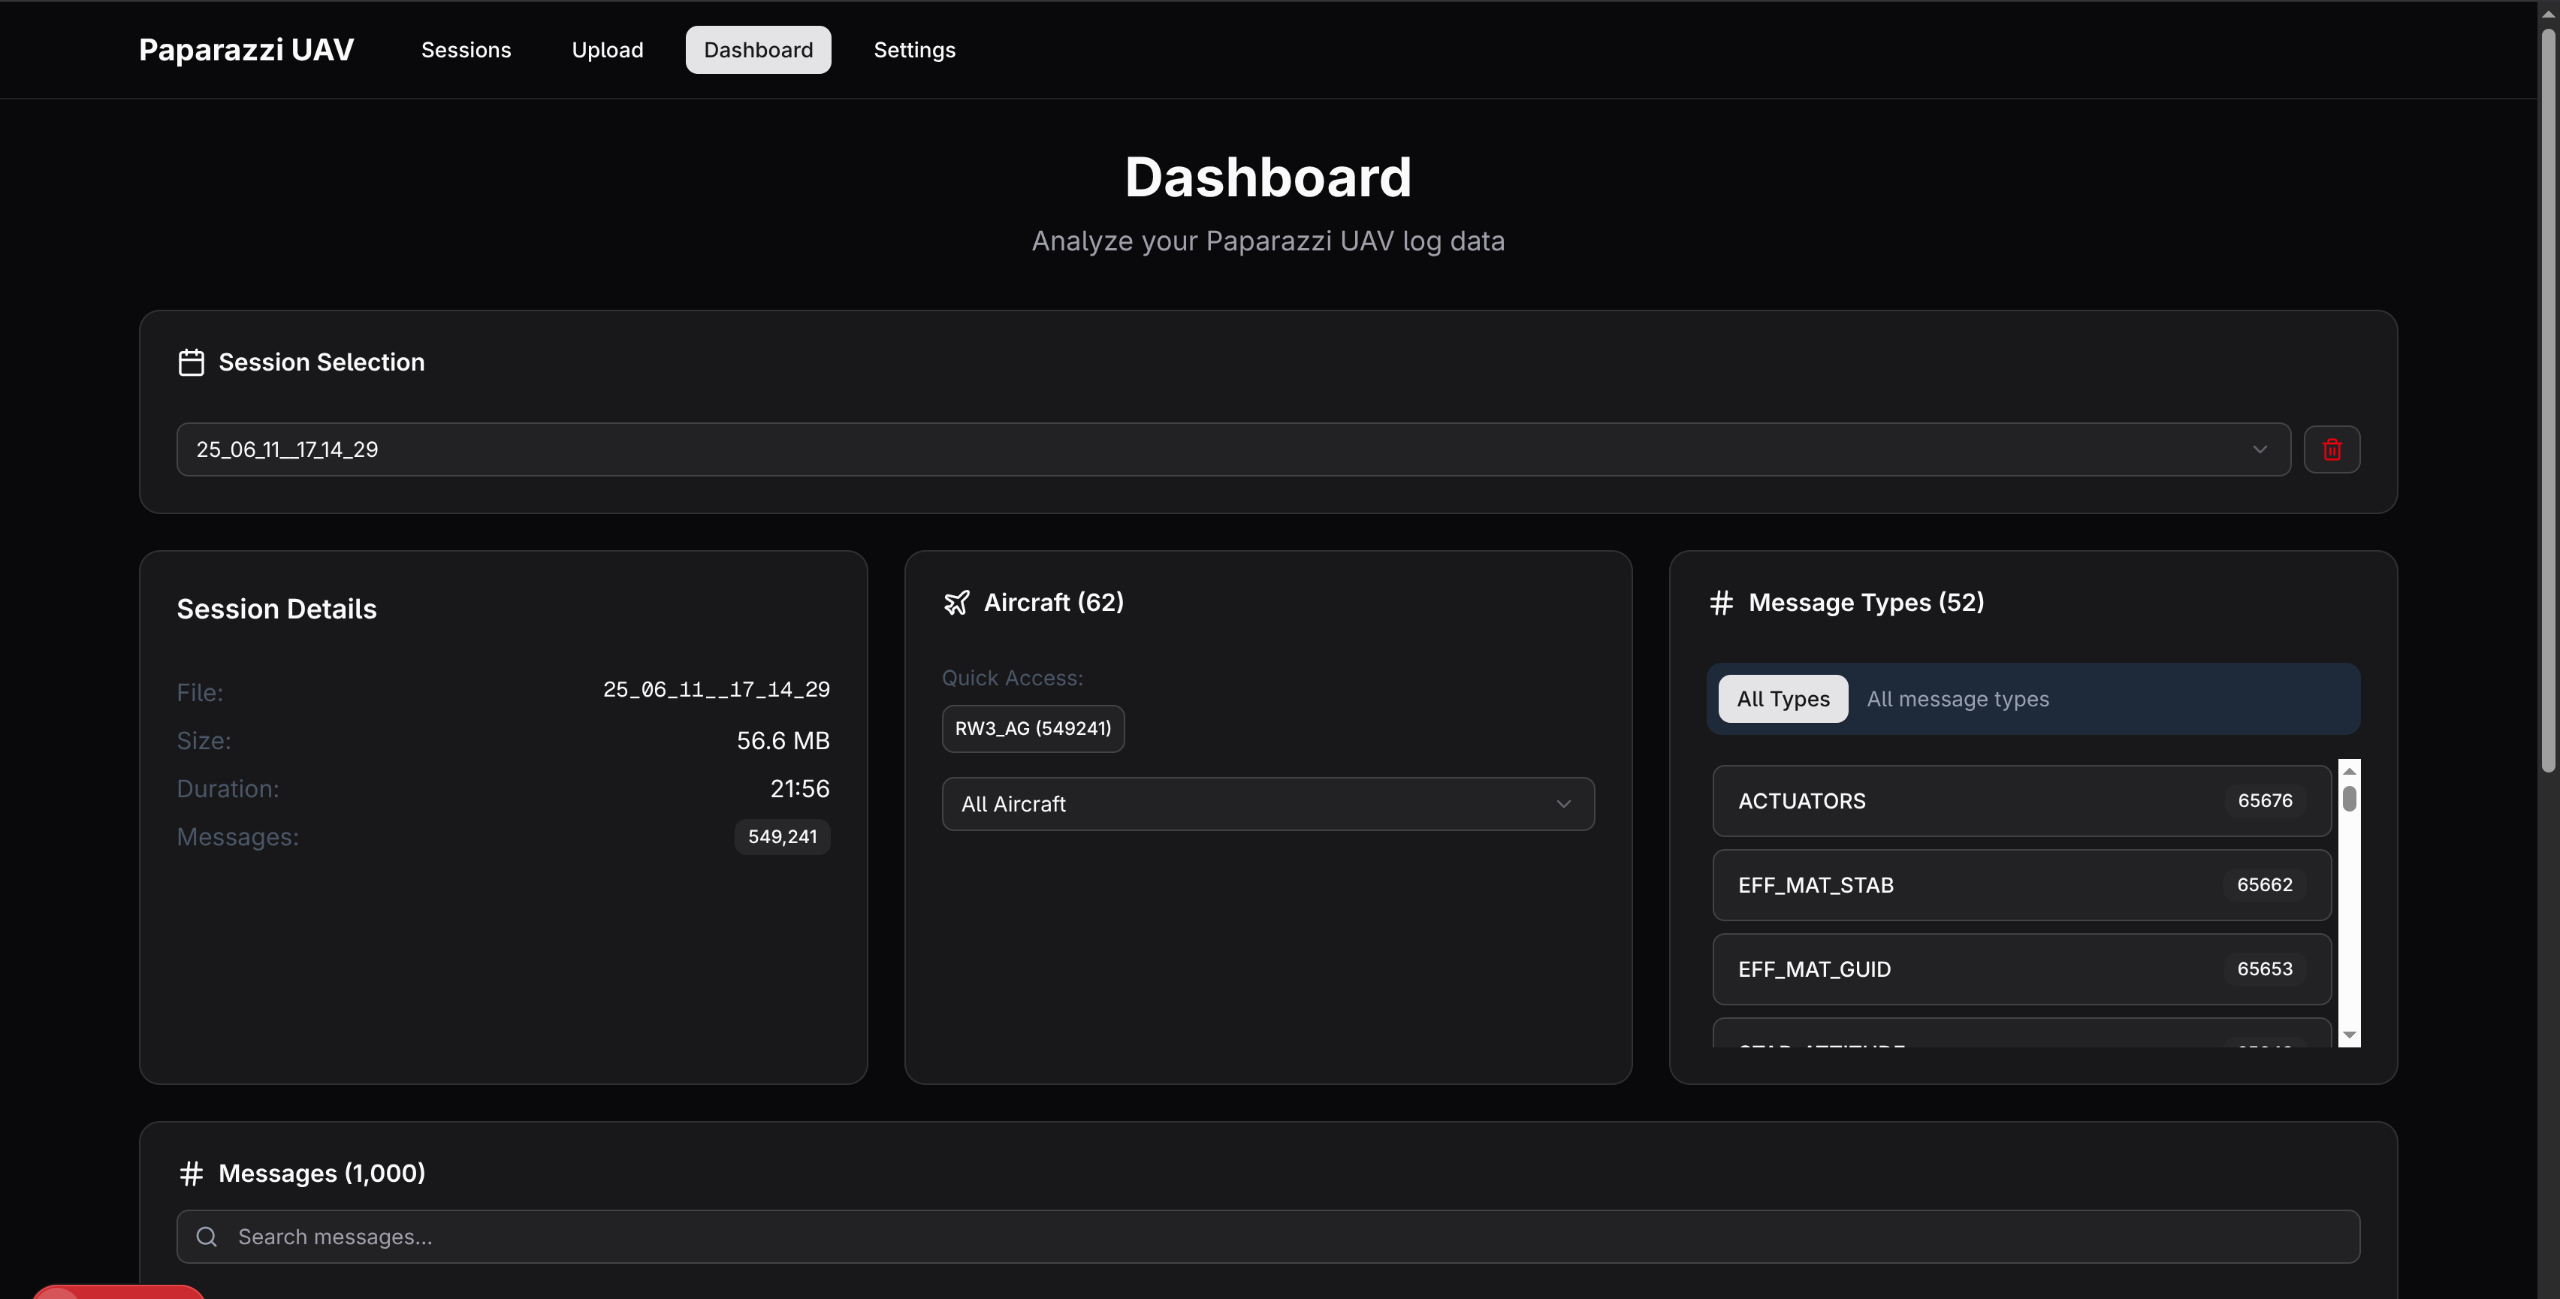 Paparazzi UAV
Sessions
Upload
Dashboard
Settings
Dashboard
Analyze your Paparazzi UAV log data
Session Selection
25_06_11__17_14_29
Session Details
File: 25_06_11__17_14_29
Size: 56.6 MB
Duration: 21:56
Messages: 549,241
Aircraft (62)
Quick Access:
RW3_AG (549241)
All Aircraft
Message Types (52)
All Types All message types
ACTUATORS 65676
EFF_MAT_STAB 65662
EFF_MAT_GUID 65653
Messages (1,000)
Search messages...